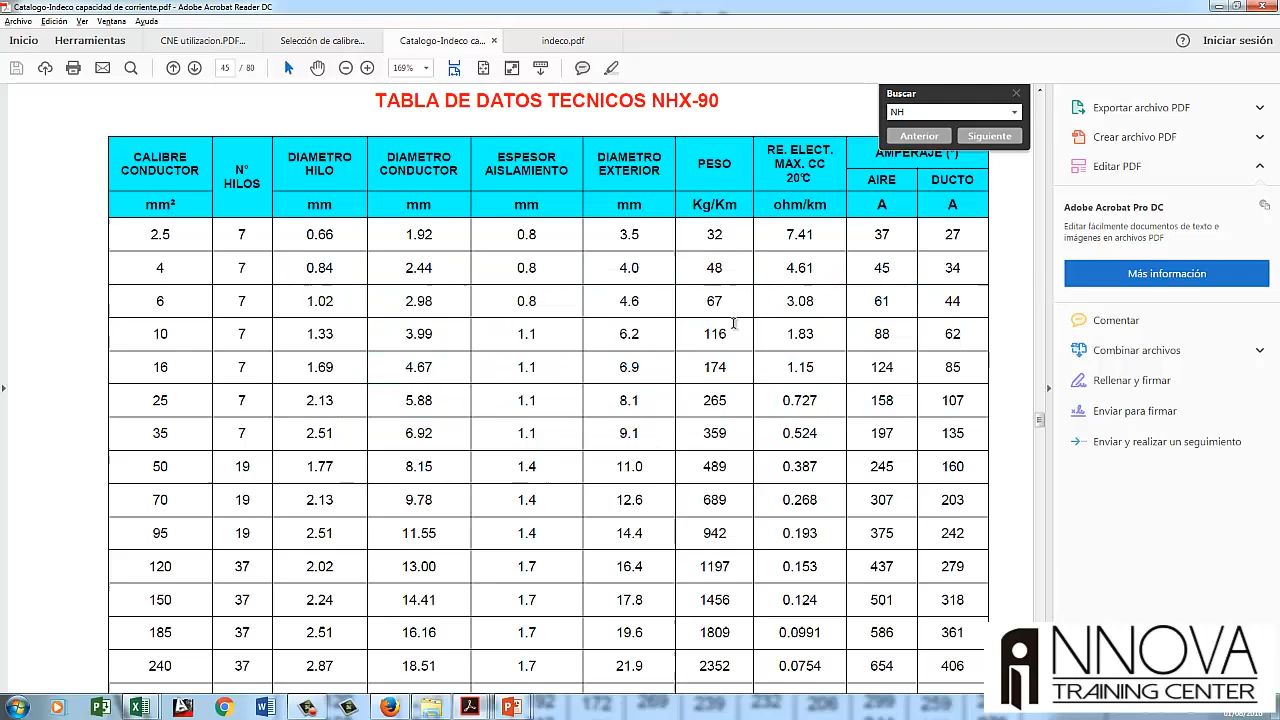 Catalogo-Indeco capacidad de corriente.pdf - Adobe Acrobat Reader DC
Archivo Edición Ver Ventana Ayuda
Inicio Herramientas CNE utilizacion.PDF... Selección de calibre... Catalogo-Indeco ca... × indeco.pdf Iniciar sesión
45 / 80 169%
TABLA DE DATOS TECNICOS NHX-90
Buscar
NH
Anterior Siguiente
CALIBRE CONDUCTOR N° HILOS DIAMETRO HILO DIAMETRO CONDUCTOR ESPESOR AISLAMIENTO DIAMETRO EXTERIOR PESO RE. ELECT. MAX. CC 20°C AMPERAJE (*)
AIRE DUCTO
mm² mm mm mm mm Kg/Km ohm/km A A
2.5 7 0.66 1.92 0.8 3.5 32 7.41 37 27
4 7 0.84 2.44 0.8 4.0 48 4.61 45 34
6 7 1.02 2.98 0.8 4.6 67 3.08 61 44
10 7 1.33 3.99 1.1 6.2 116 1.83 88 62
16 7 1.69 4.67 1.1 6.9 174 1.15 124 85
25 7 2.13 5.88 1.1 8.1 265 0.727 158 107
35 7 2.51 6.92 1.1 9.1 359 0.524 197 135
50 19 1.77 8.15 1.4 11.0 489 0.387 245 160
70 19 2.13 9.78 1.4 12.6 689 0.268 307 203
95 19 2.51 11.55 1.4 14.4 942 0.193 375 242
120 37 2.02 13.00 1.7 16.4 1197 0.153 437 279
150 37 2.24 14.41 1.7 17.8 1456 0.124 501 318
185 37 2.51 16.16 1.7 19.6 1809 0.0991 586 361
240 37 2.87 18.51 1.7 21.9 2352 0.0754 654 406
Exportar archivo PDF
Crear archivo PDF
Editar PDF
Adobe Acrobat Pro DC
Editar fácilmente documentos de texto e
imágenes en archivos PDF
Más información
Comentar
Combinar archivos
Rellenar y firmar
Enviar para firmar
Enviar y realizar un seguimiento
INNOVA
TRAINING CENTER